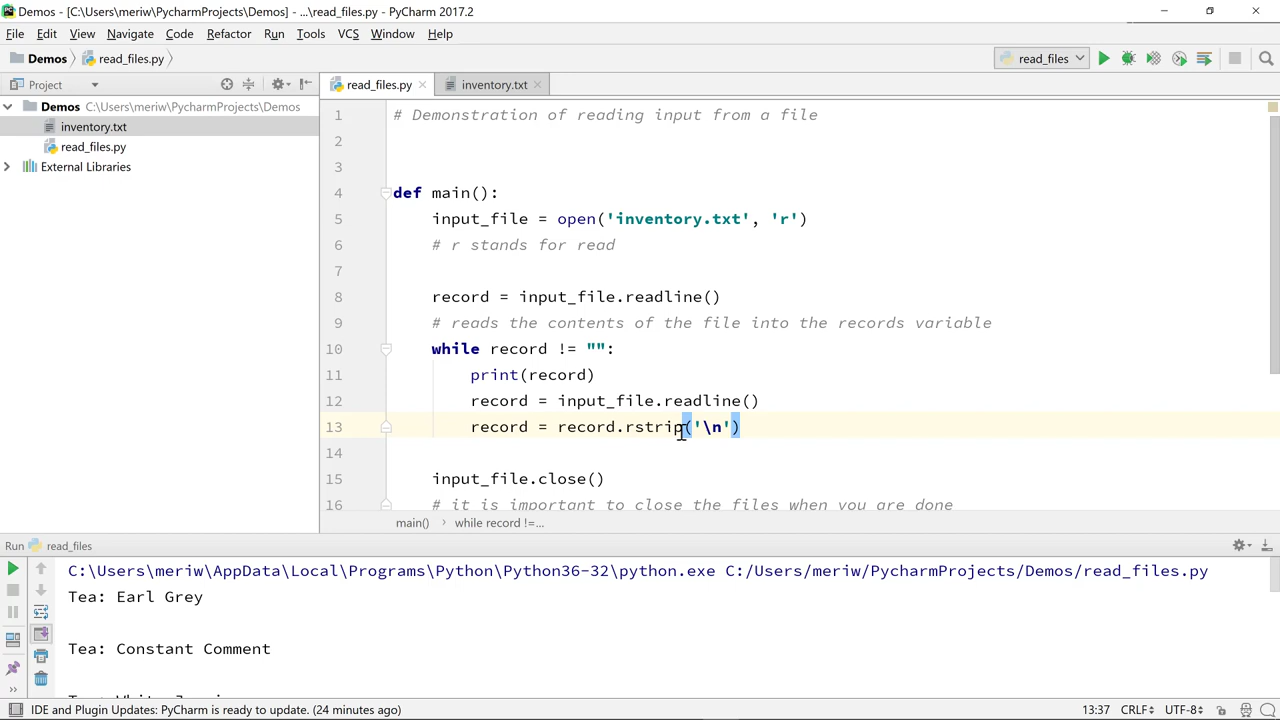 Demos - [C:\Users\meriw\PycharmProjects\Demos] - ...\read_files.py - PyCharm 2017.2
File Edit View Navigate Code Refactor Run Tools VCS Window Help
Demos read_files.py read_files
Project read_files.py inventory.txt
Demos C:\Users\meriw\PycharmProjects\Demos
inventory.txt
read_files.py
External Libraries
1 # Demonstration of reading input from a file
2
3
4 def main():
5 input_file = open('inventory.txt', 'r')
6 # r stands for read
7
8 record = input_file.readline()
9 # reads the contents of the file into the records variable
10 while record != "":
11 print(record)
12 record = input_file.readline()
13 record = record.rstrip('\n')
14
15 input_file.close()
16 # it is important to close the files when you are done
main() while record !=...
Run read_files
C:\Users\meriw\AppData\Local\Programs\Python\Python36-32\python.exe C:/Users/meriw/PycharmProjects/Demos/read_files.py
Tea: Earl Grey
Tea: Constant Comment
IDE and Plugin Updates: PyCharm is ready to update. (24 minutes ago) 13:37 CRLF UTF-8